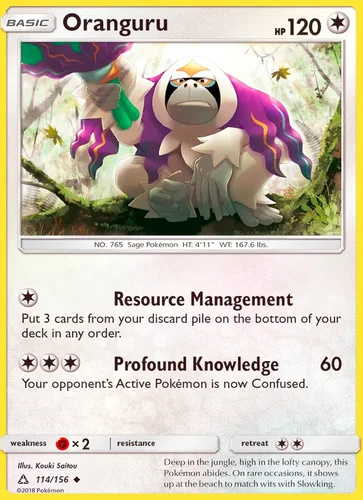 BASIC Oranguru HP 120
NO. 765 Sage Pokémon HT: 4'11" WT: 167.6 lbs.
Resource Management
Put 3 cards from your discard pile on the bottom of your
deck in any order.
Profound Knowledge 60
Your opponent's Active Pokémon is now Confused.
weakness × 2 resistance retreat
Illus. Kouki Saitou
114/156
©2018 Pokémon
Deep in the jungle, high in the lofty canopy, this
Pokémon abides. On rare occasions, it shows
up at the beach to match wits with Slowking.